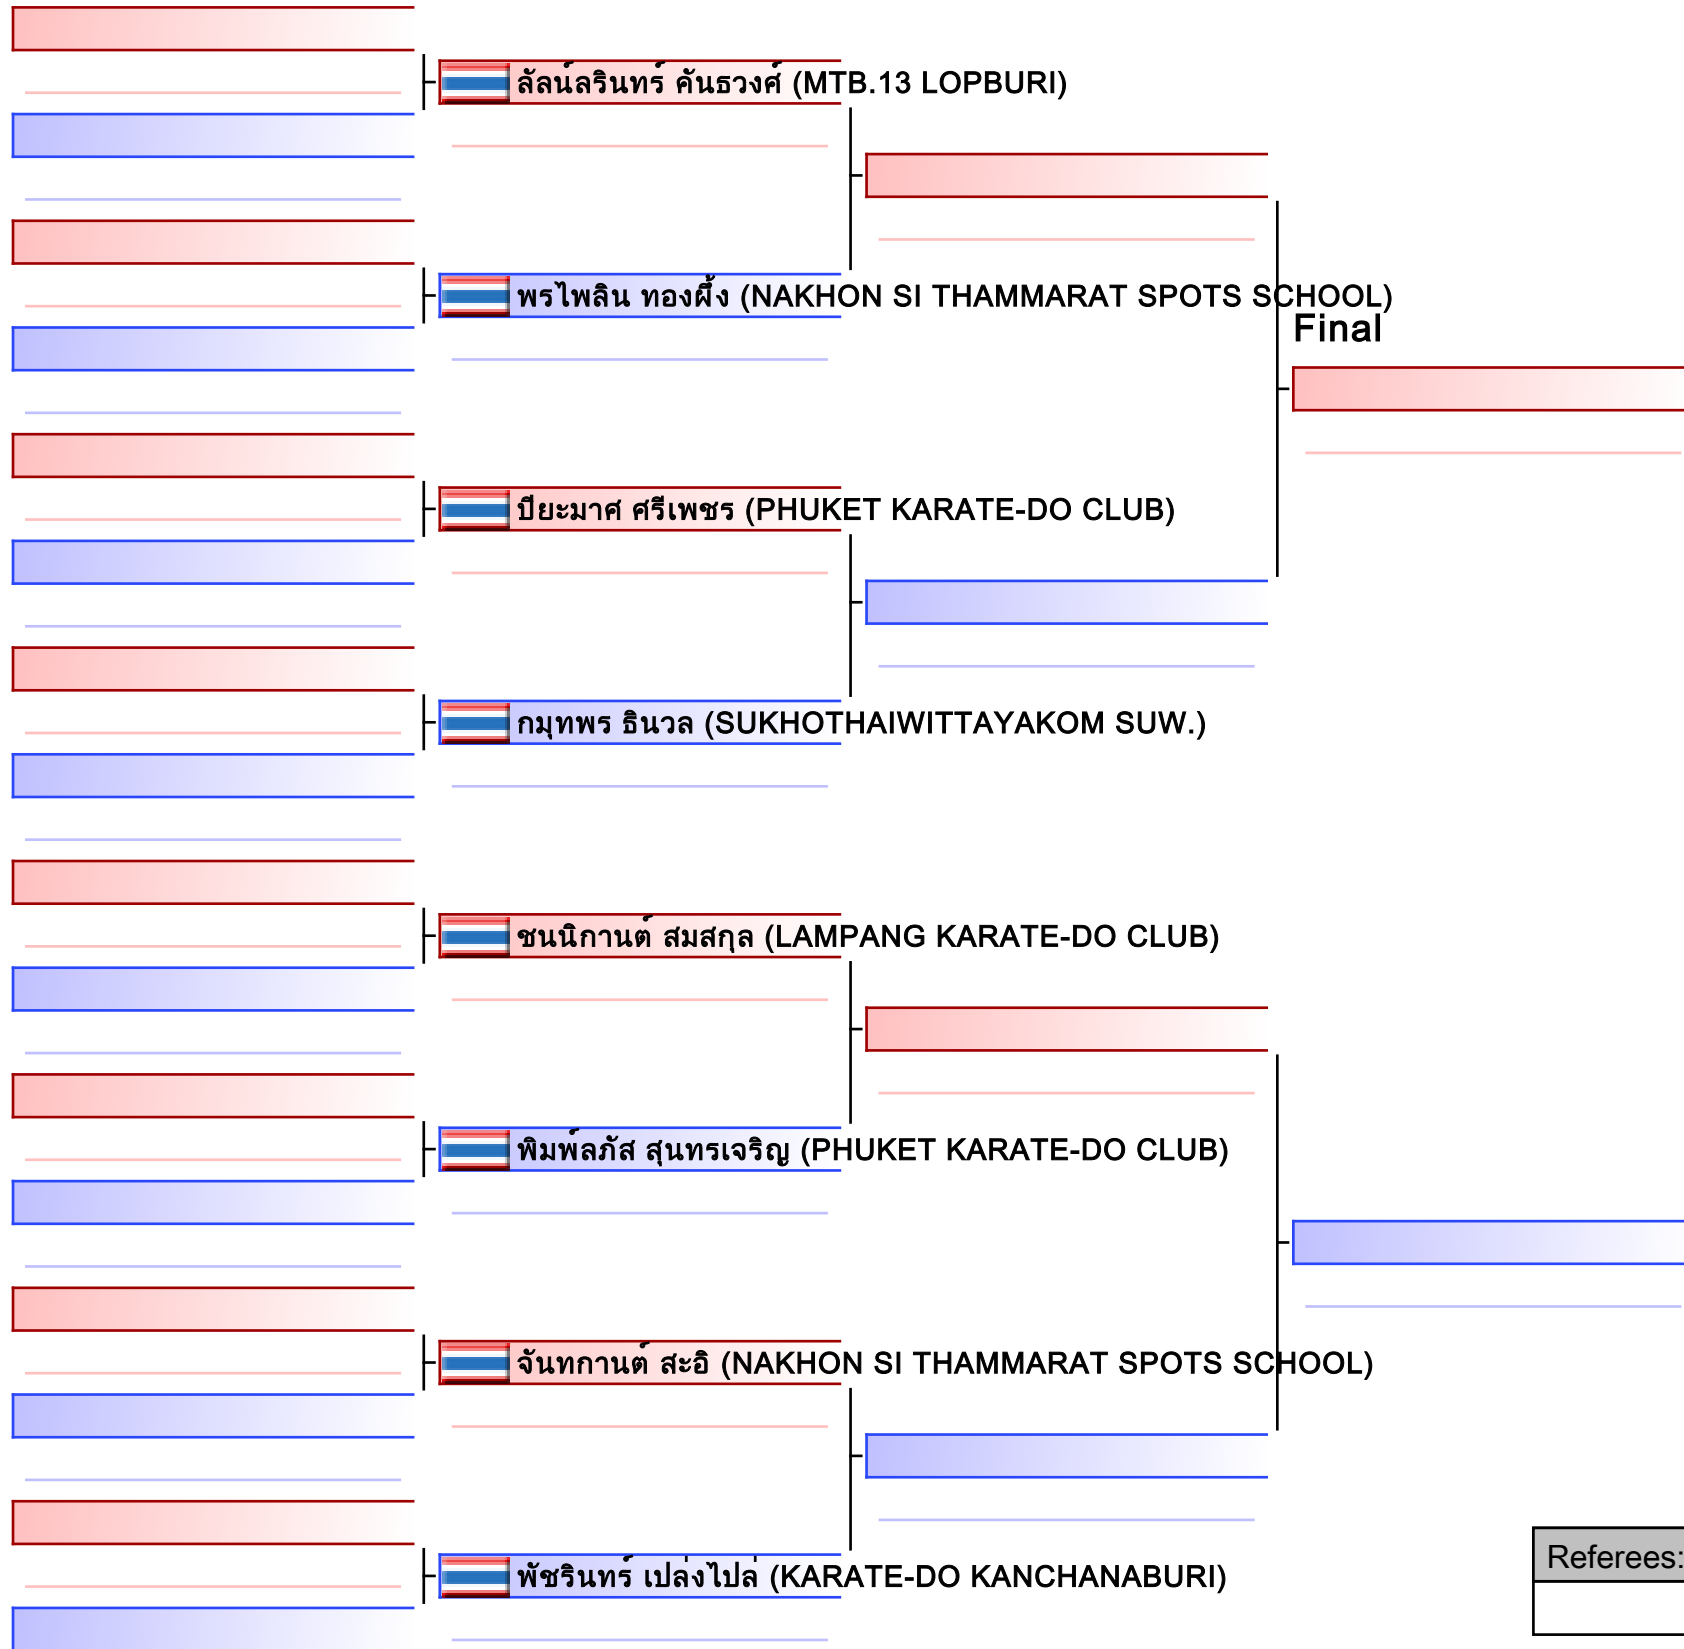 ลัลน์ลรินทร์ คันธวงศ์ (MTB.13 LOPBURI)
พรไพลิน ทองผึ้ง (NAKHON SI THAMMARAT SPOTS SCHOOL)
Final
ปิยะมาศ ศรีเพชร (PHUKET KARATE-DO CLUB)
กมุทพร ธินวล (SUKHOTHAIWITTAYAKOM SUW.)
ชนนิกานต์ สมสกุล (LAMPANG KARATE-DO CLUB)
พิมพ์ลภัส สุนทรเจริญ (PHUKET KARATE-DO CLUB)
จันทกานต์ สะอิ (NAKHON SI THAMMARAT SPOTS SCHOOL)
พัชรินทร์ เปล่งไปล่ (KARATE-DO KANCHANABURI)
Referees: